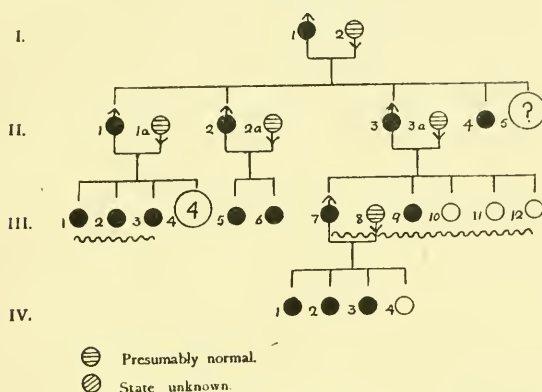 I.
1 2
II.
1 1a 2 2a 3 3a 4 5 ?
III.
1 2 3 4 4 5 6 7 8 9 10 11 12
IV.
1 2 3 4
Presumably normal.
State unknown.